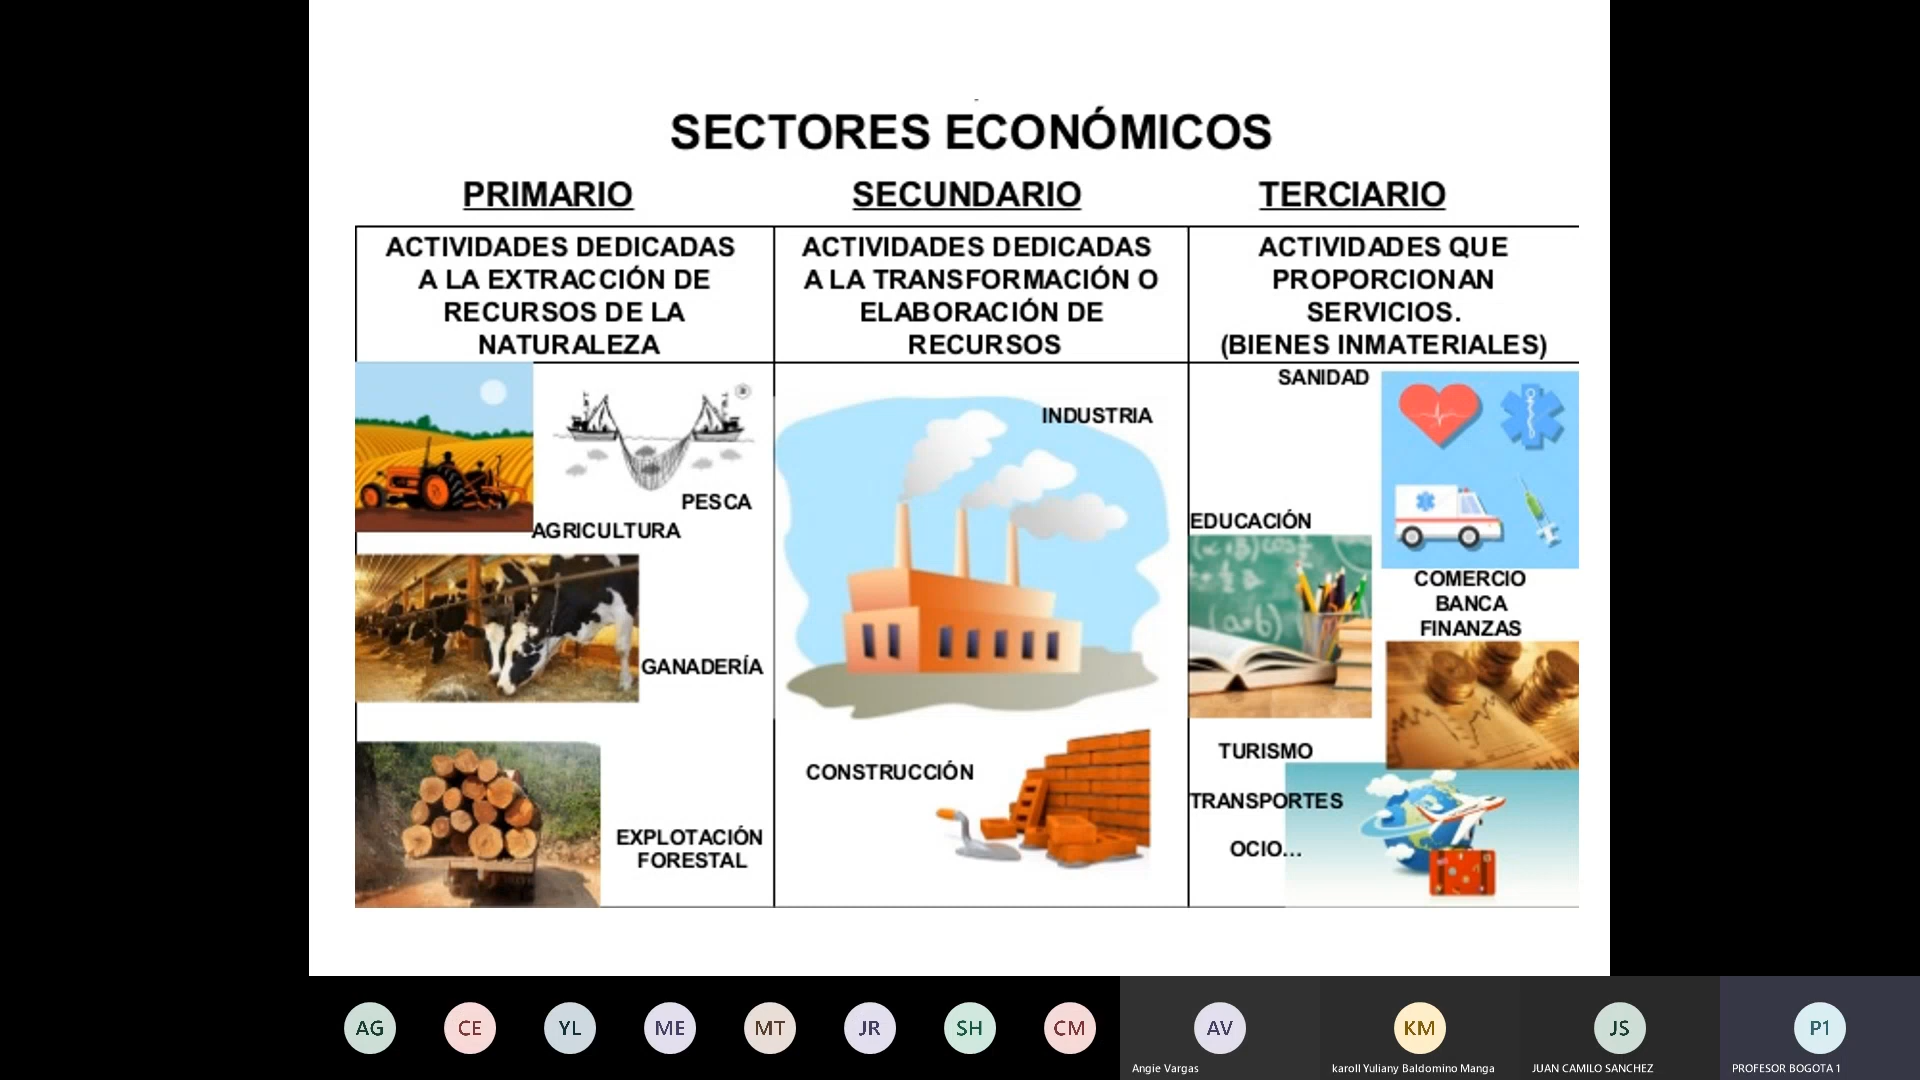 SECTORES ECONÓMICOS
PRIMARIO
SECUNDARIO
TERCIARIO
ACTIVIDADES DEDICADAS
A LA EXTRACCIÓN DE
RECURSOS DE LA
NATURALEZA
ACTIVIDADES DEDICADAS
A LA TRANSFORMACIÓN O
ELABORACIÓN DE
RECURSOS
ACTIVIDADES QUE
PROPORCIONAN
SERVICIOS.
(BIENES INMATERIALES)
PESCA
AGRICULTURA
GANADERÍA
EXPLOTACIÓN
FORESTAL
INDUSTRIA
CONSTRUCCIÓN
SANIDAD
EDUCACIÓN
COMERCIO
BANCA
FINANZAS
TURISMO
TRANSPORTES
OCIO...
AG
CE
YL
ME
MT
JR
SH
CM
AV
Angie Vargas
KM
karoll Yuliany Baldomino Manga
JS
JUAN CAMILO SANCHEZ
P1
PROFESOR BOGOTA 1